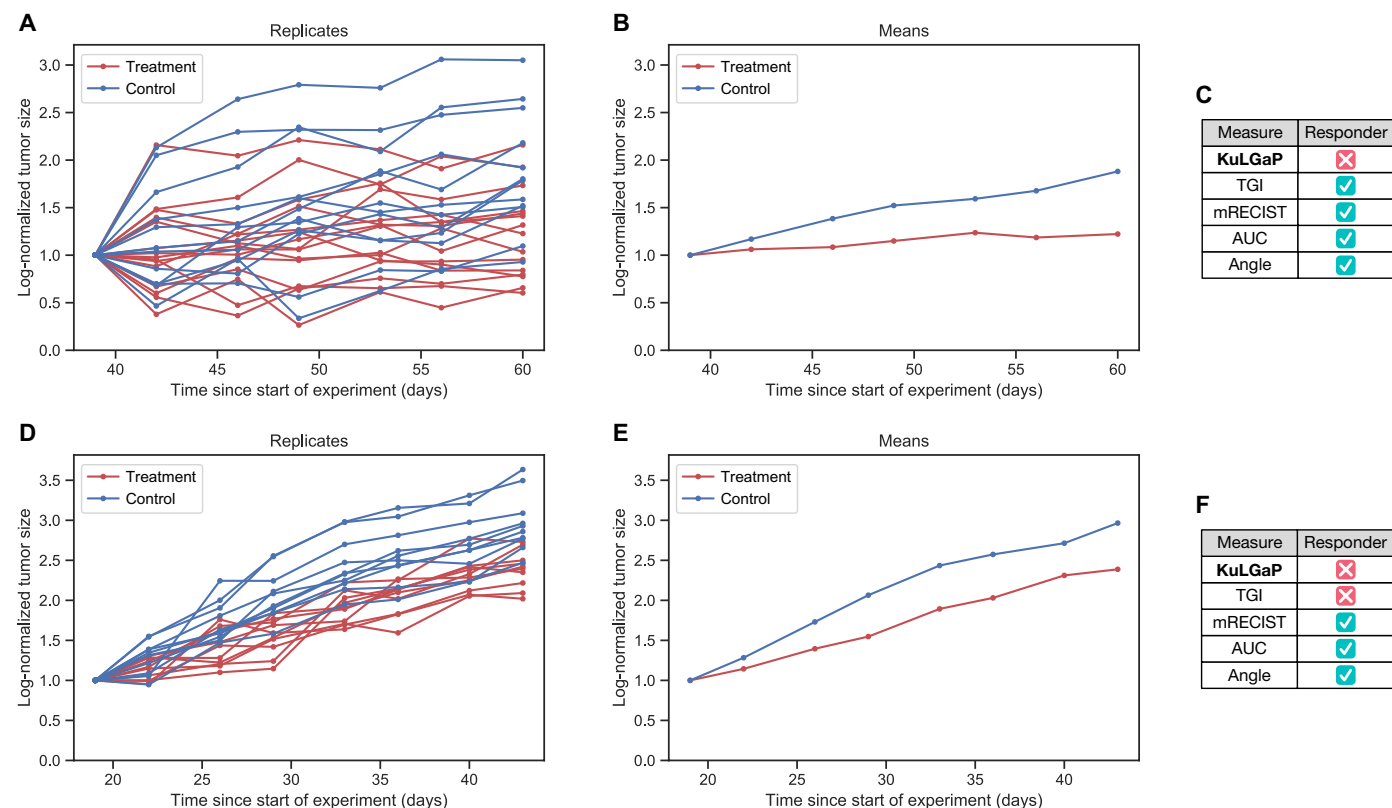 A
Replicates
Log-normalized tumor size
3.0
2.5
2.0
1.5
1.0
0.5
0.0
Treatment
Control
40
45
50
55
60
Time since start of experiment (days)
B
Means
Log-normalized tumor size
3.0
2.5
2.0
1.5
1.0
0.5
0.0
Treatment
Control
40
45
50
55
60
Time since start of experiment (days)
C
Measure Responder
KuLGaP
TGI
mRECIST
AUC
Angle
D
Replicates
Log-normalized tumor size
3.5
3.0
2.5
2.0
1.5
1.0
0.5
0.0
Treatment
Control
20
25
30
35
40
Time since start of experiment (days)
E
Means
Log-normalized tumor size
3.5
3.0
2.5
2.0
1.5
1.0
0.5
0.0
Treatment
Control
20
25
30
35
40
Time since start of experiment (days)
F
Measure Responder
KuLGaP
TGI
mRECIST
AUC
Angle